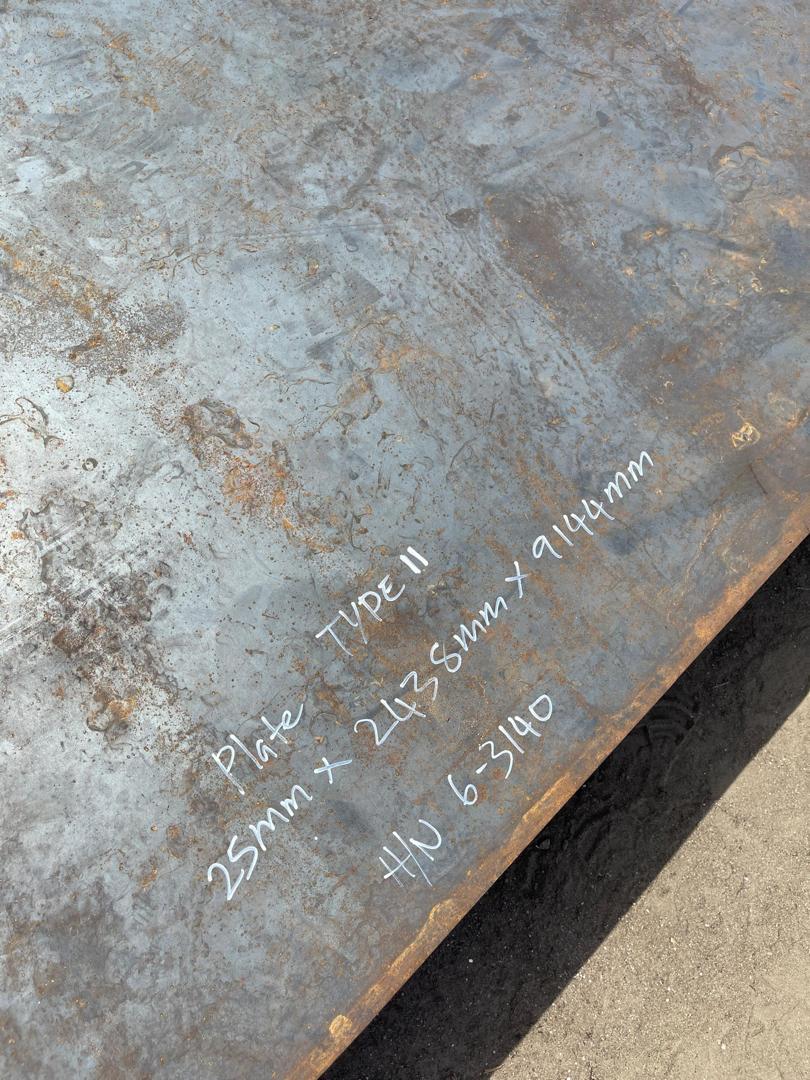 Plate TYPE II
25mm x 2438mm x 9144mm
H/N 6-3140